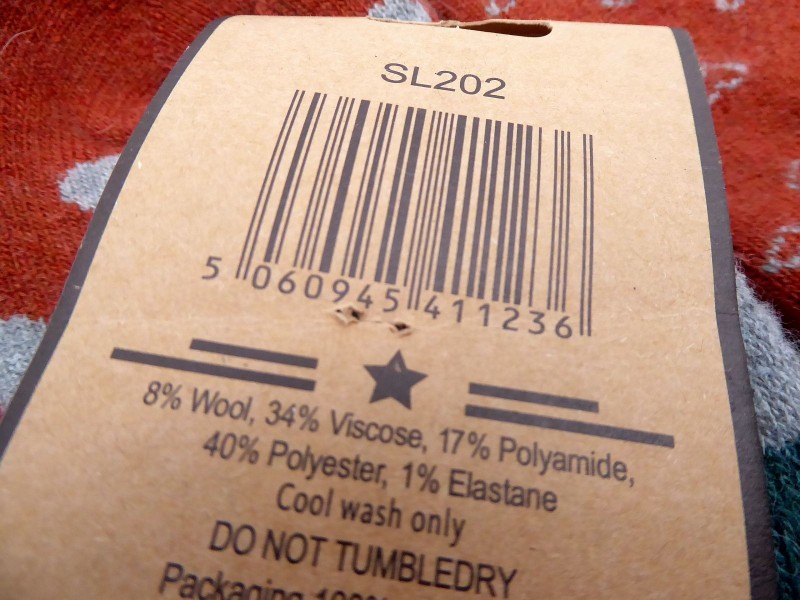 SL202
5 060945 411236
8% Wool, 34% Viscose, 17% Polyamide,
40% Polyester, 1% Elastane
Cool wash only
DO NOT TUMBLEDRY
Packaging